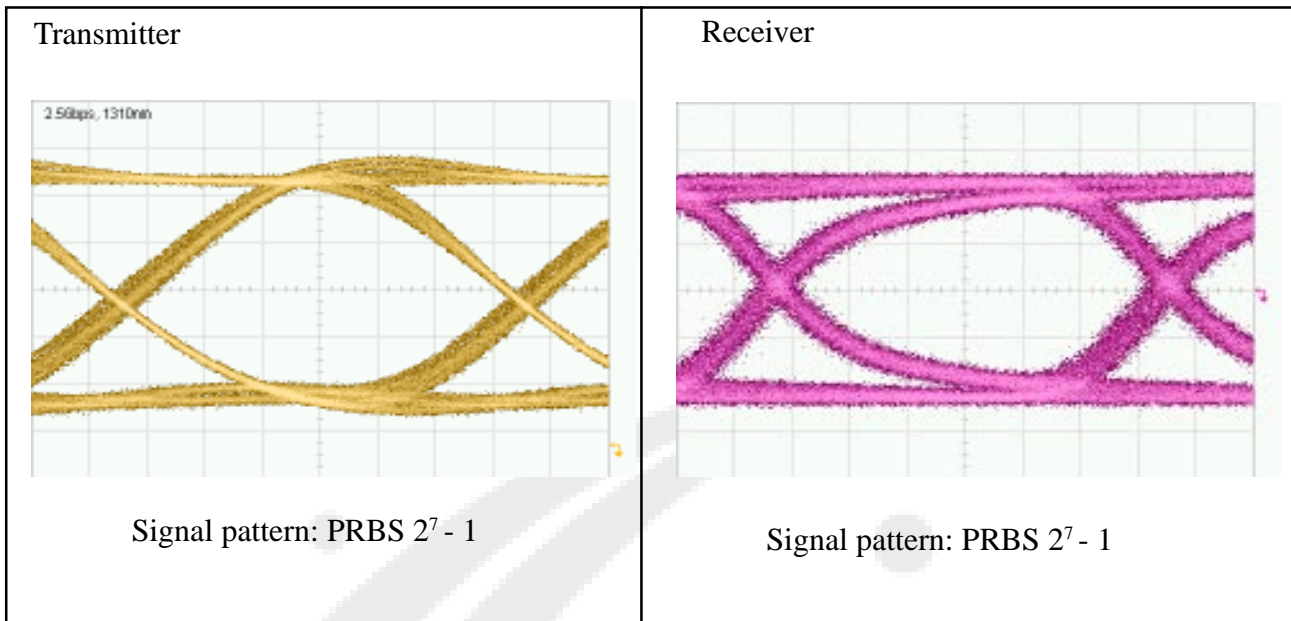 Transmitter
2.5Gbps, 1310nm
Signal pattern: PRBS 2⁷ - 1
Receiver
Signal pattern: PRBS 2⁷ - 1